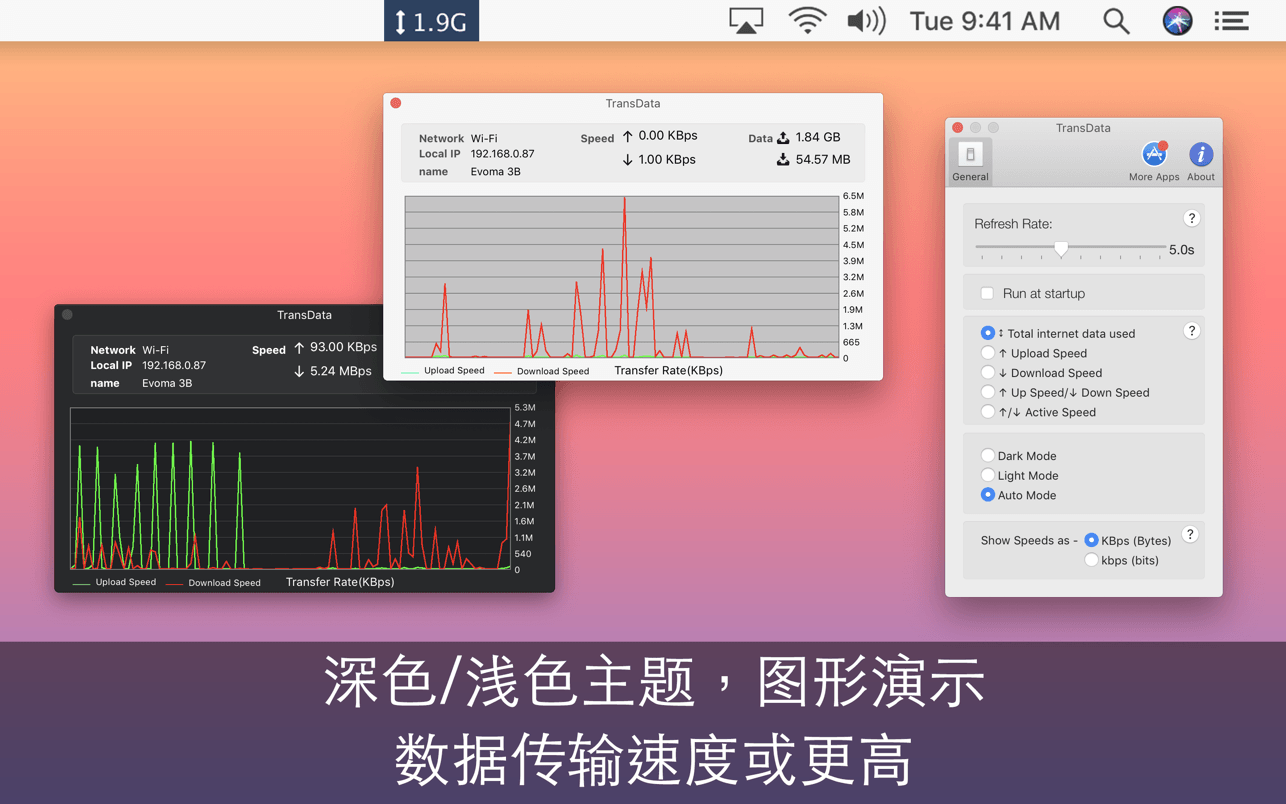 ↕ 1.9G
Tue 9:41 AM
TransData
Network Wi-Fi
Local IP 192.168.0.87
name Evoma 3B
Speed ↑ 0.00 KBps
↓ 1.00 KBps
Data 1.84 GB
54.57 MB
6.5M
5.8M
5.2M
4.5M
3.9M
3.2M
2.6M
1.9M
1.3M
665
0
Upload Speed Download Speed Transfer Rate(KBps)
TransData
Network Wi-Fi
Local IP 192.168.0.87
name Evoma 3B
Speed ↑ 93.00 KBps
↓ 5.24 MBps
5.3M
4.7M
4.2M
3.7M
3.2M
2.6M
2.1M
1.6M
1.1M
540
0
Upload Speed Download Speed Transfer Rate(KBps)
TransData
General More Apps About
Refresh Rate: ?
5.0s
Run at startup
↕ Total internet data used ?
↑ Upload Speed
↓ Download Speed
↑ Up Speed/↓ Down Speed
↑/↓ Active Speed
Dark Mode
Light Mode
Auto Mode
Show Speeds as - KBps (Bytes) ?
kbps (bits)
深色/浅色主题，图形演示
数据传输速度或更高